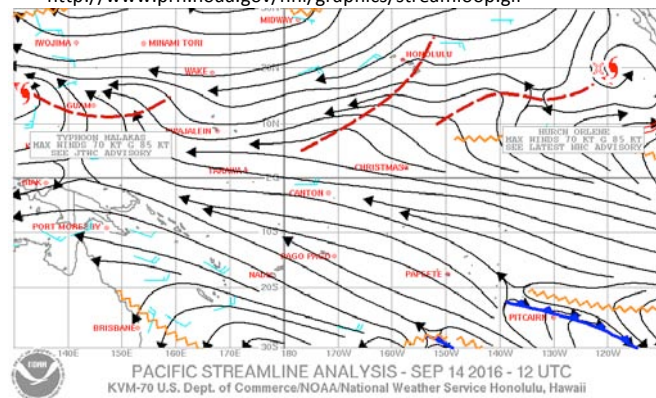 http://www.prh.noaa.gov/hnl/graphics/streamloop.gif
MIDWAY
IWOJIMA
MINAMI TORI
HONOLULU
WAKE
20N
GUAM
10N
KWAJALEIN
TYPHOON MALAKAS
MAX WINDS 70 KT G 85 KT
SEE JTWC ADVISORY
HURCN ORLENE
MAX WINDS 70 KT G 85 KT
SEE LATEST NHC ADVISORY
TARAWA
CHRISTMAS
BIAK
CANTON
10S
PORT MORESBY
PAGO PAGO
NADI
PAPEETE
20S
PITCAIRN
BRISBANE
30S
140E 150E 160E 170E 180 170W 160W 150W 140W 130W 120W
PACIFIC STREAMLINE ANALYSIS - SEP 14 2016 - 12 UTC
KVM-70 U.S. Dept. of Commerce/NOAA/National Weather Service Honolulu, Hawaii